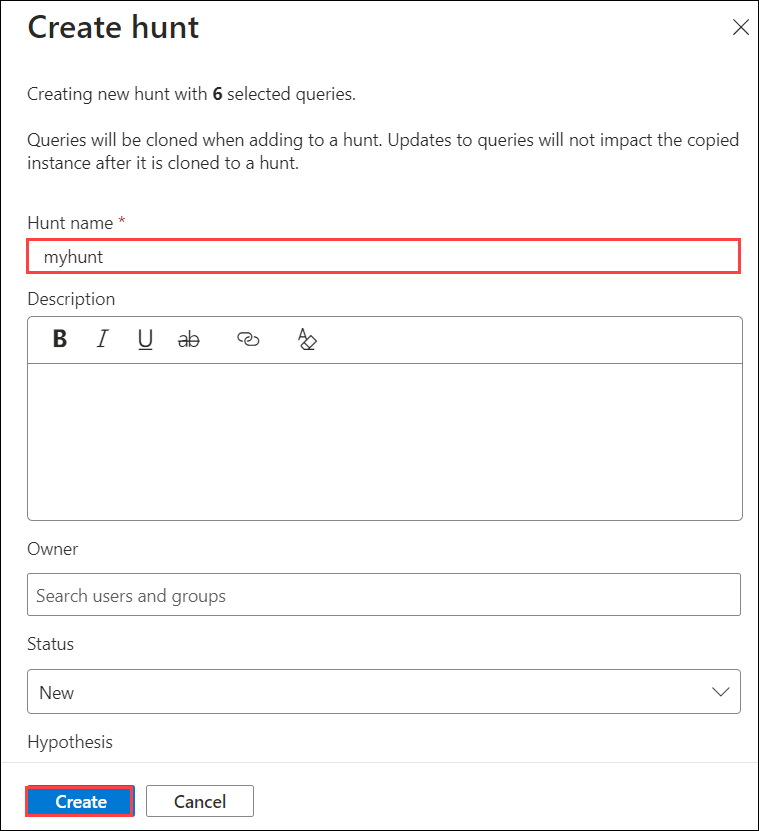 Create hunt
Creating new hunt with 6 selected queries.
Queries will be cloned when adding to a hunt. Updates to queries will not impact the copied
instance after it is cloned to a hunt.
Hunt name *
myhunt
Description
B I U ab A
Owner
Search users and groups
Status
New
Hypothesis
Create Cancel